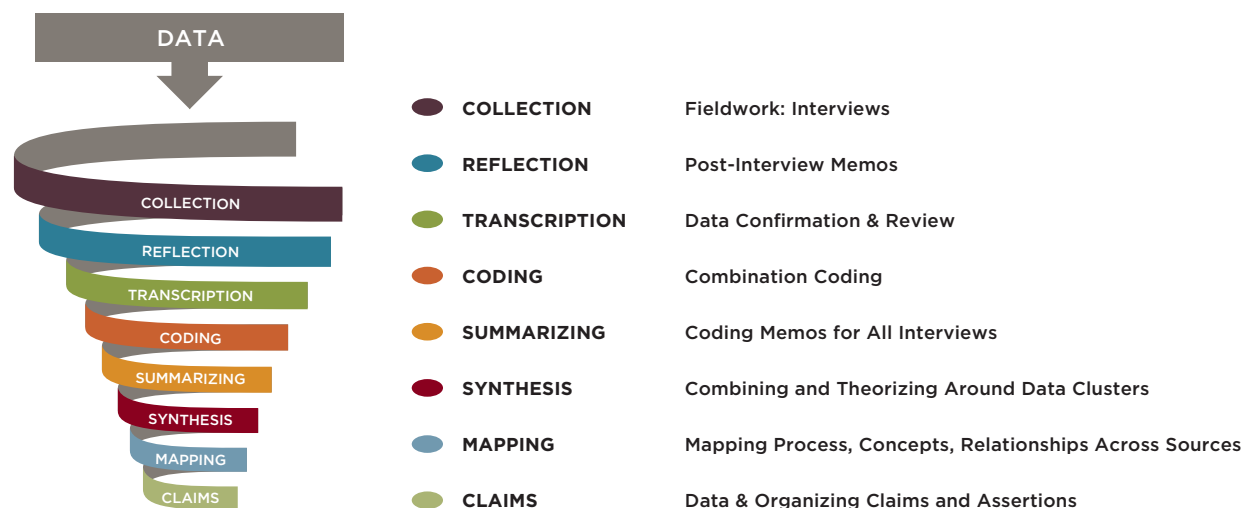 DATA
COLLECTION
REFLECTION
TRANSCRIPTION
CODING
SUMMARIZING
SYNTHESIS
MAPPING
CLAIMS
COLLECTION Fieldwork: Interviews
REFLECTION Post-Interview Memos
TRANSCRIPTION Data Confirmation & Review
CODING Combination Coding
SUMMARIZING Coding Memos for All Interviews
SYNTHESIS Combining and Theorizing Around Data Clusters
MAPPING Mapping Process, Concepts, Relationships Across Sources
CLAIMS Data & Organizing Claims and Assertions